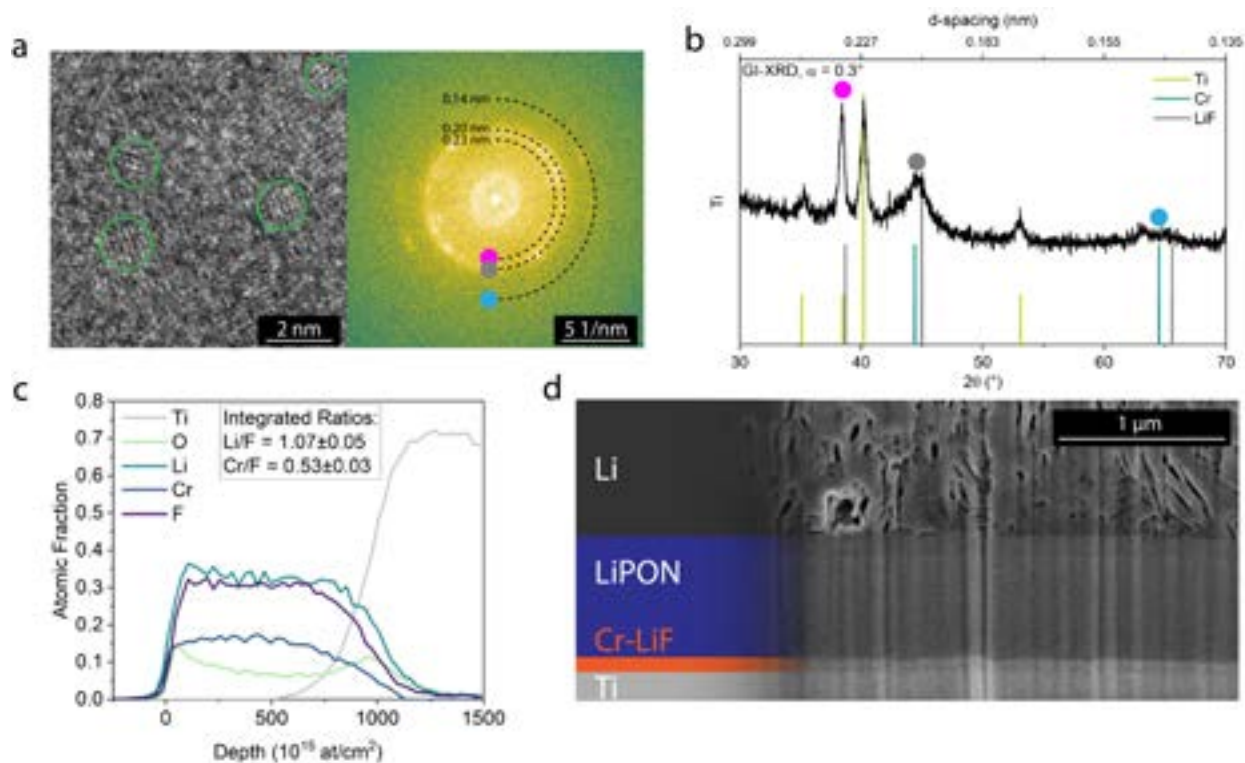 a
0.14 nm
0.20 nm
0.23 nm
2 nm
5 1/nm
b
d-spacing (nm)
0.299
0.227
0.183
0.155
0.135
GI-XRD, α = 0.3°
Ti
Cr
LiF
Ti
30
40
50
60
70
2θ (°)
c
Ti
O
Li
Cr
F
Integrated Ratios:
Li/F = 1.07±0.05
Cr/F = 0.53±0.03
0.8
0.7
0.6
0.5
0.4
0.3
0.2
0.1
0.0
Atomic Fraction
0
500
1000
1500
Depth (10¹⁵ at/cm²)
d
1 µm
Li
LiPON
Cr-LiF
Ti